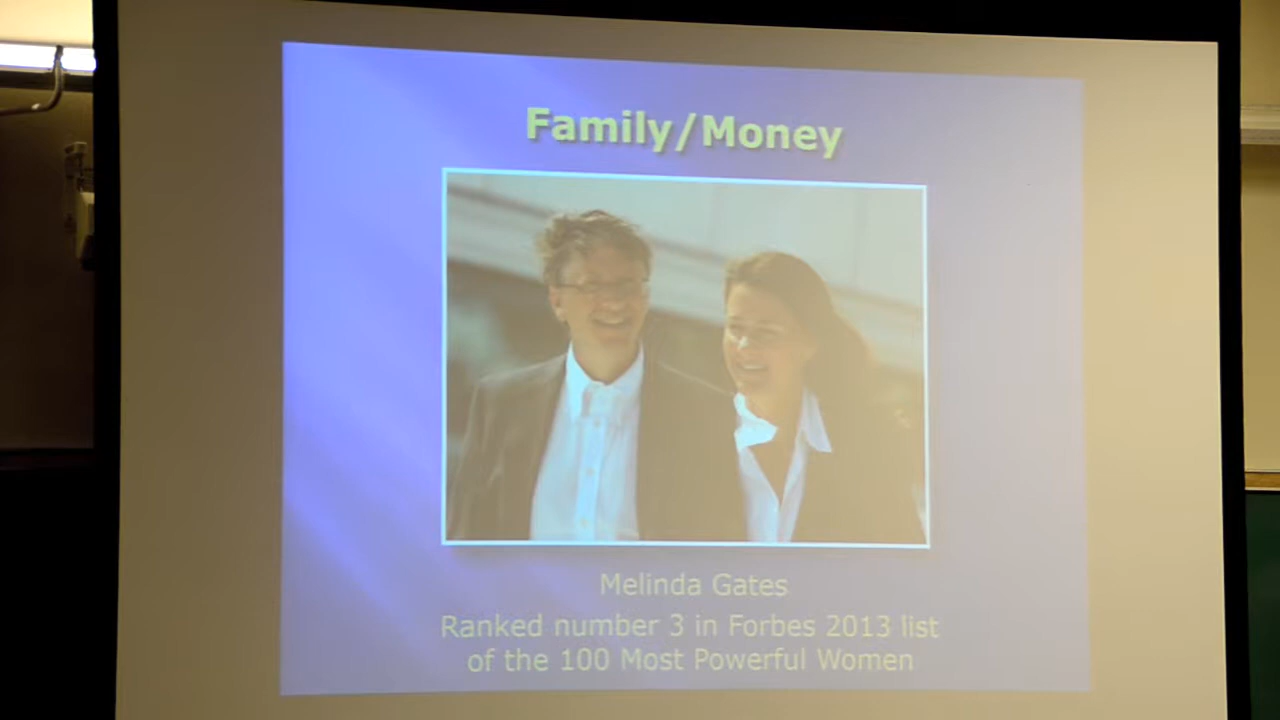 Family/Money
Melinda Gates
Ranked number 3 in Forbes 2013 list
of the 100 Most Powerful Women